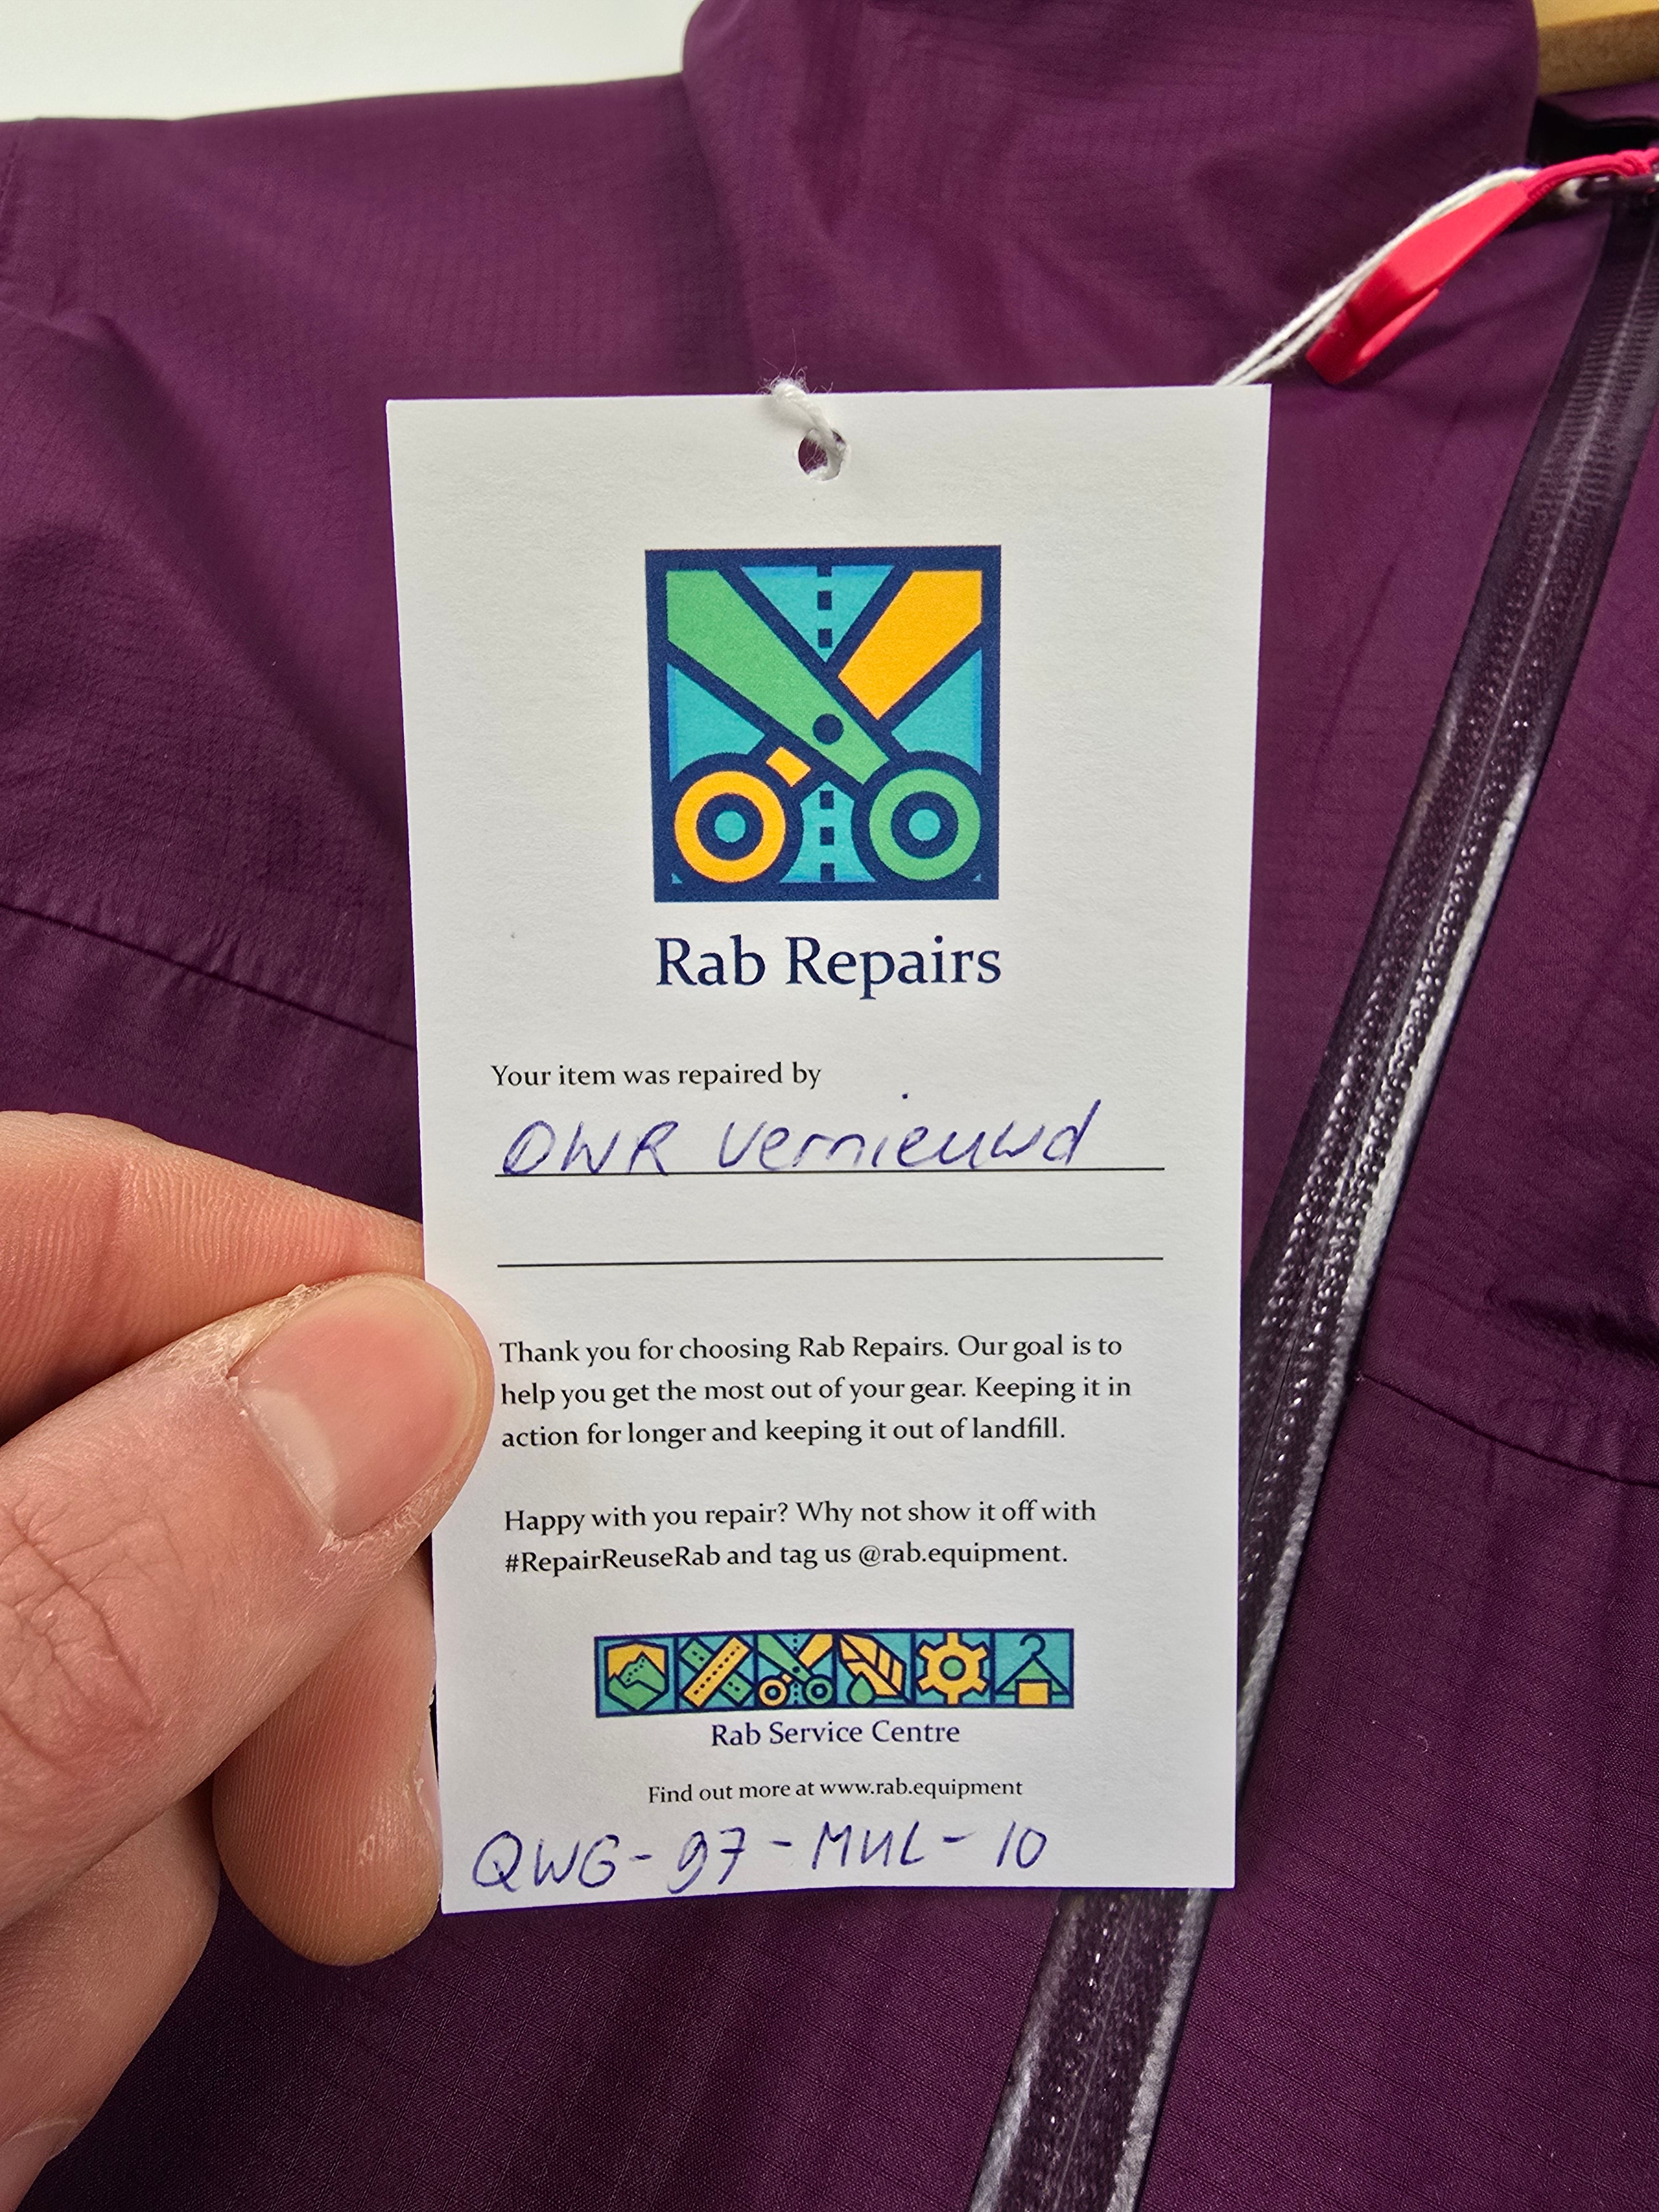 Rab Repairs
Your item was repaired by
DWR vernieuwd
Thank you for choosing Rab Repairs. Our goal is to
help you get the most out of your gear. Keeping it in
action for longer and keeping it out of landfill.
Happy with you repair? Why not show it off with
#RepairReuseRab and tag us @rab.equipment.
Rab Service Centre
Find out more at www.rab.equipment
QWG-97-MUL-10